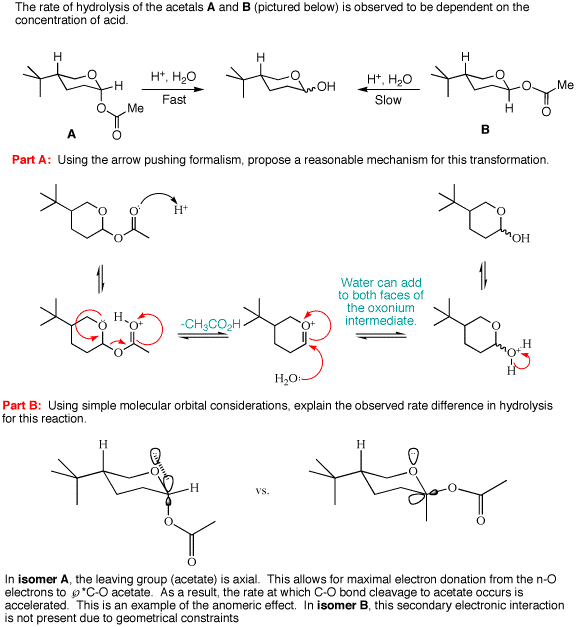 The rate of hydrolysis of the acetals A and B (pictured below) is observed to be dependent on the
concentration of acid.
H
O
H
O
Me
O
A
H+, H2O
Fast
H
O
OH
H+, H2O
Slow
H
O
O
Me
H
O
B
Part A: Using the arrow pushing formalism, propose a reasonable mechanism for this transformation.
O
O:
O
H+
O
OH
O
H
O+
O
-CH3CO2H
O+
H2O:
Water can add
to both faces of
the oxonium
intermediate.
O
O+
H
H
Part B: Using simple molecular orbital considerations, explain the observed rate difference in hydrolysis
for this reaction.
H
O
H
O
O
vs.
H
O
O
O
In isomer A, the leaving group (acetate) is axial. This allows for maximal electron donation from the n-O
electrons to ℘*C-O acetate. As a result, the rate at which C-O bond cleavage to acetate occurs is
accelerated. This is an example of the anomeric effect. In isomer B, this secondary electronic interaction
is not present due to geometrical constraints